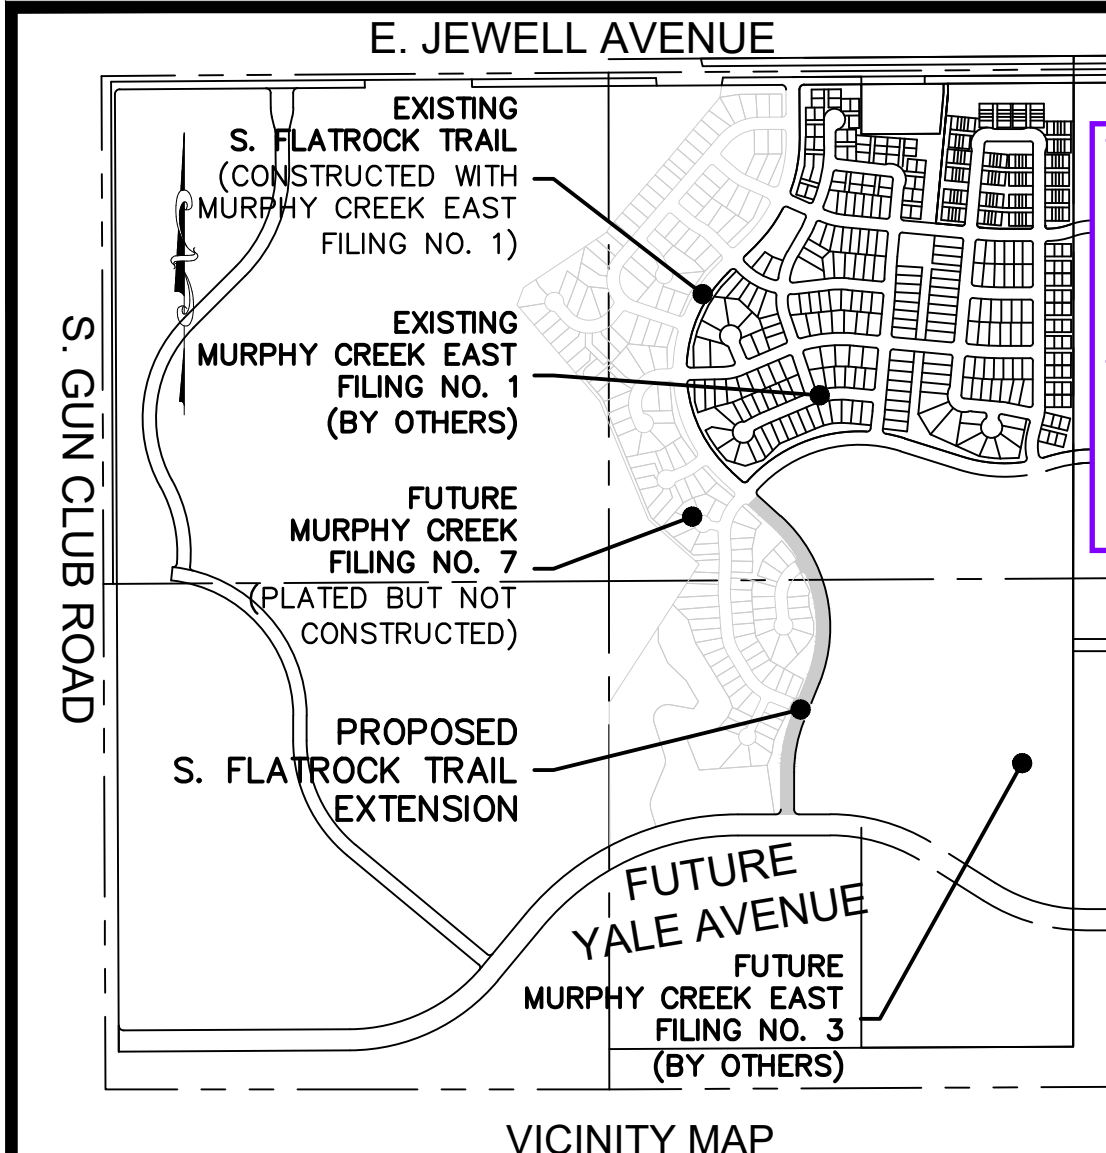 E. JEWELL AVENUE
EXISTING
S. FLATROCK TRAIL
(CONSTRUCTED WITH
MURPHY CREEK EAST
FILING NO. 1)
EXISTING
MURPHY CREEK EAST
FILING NO. 1
(BY OTHERS)
S. GUN CLUB ROAD
FUTURE
MURPHY CREEK
FILING NO. 7
(PLATED BUT NOT
CONSTRUCTED)
PROPOSED
S. FLATROCK TRAIL
EXTENSION
FUTURE
YALE AVENUE
FUTURE
MURPHY CREEK EAST
FILING NO. 3
(BY OTHERS)
VICINITY MAP